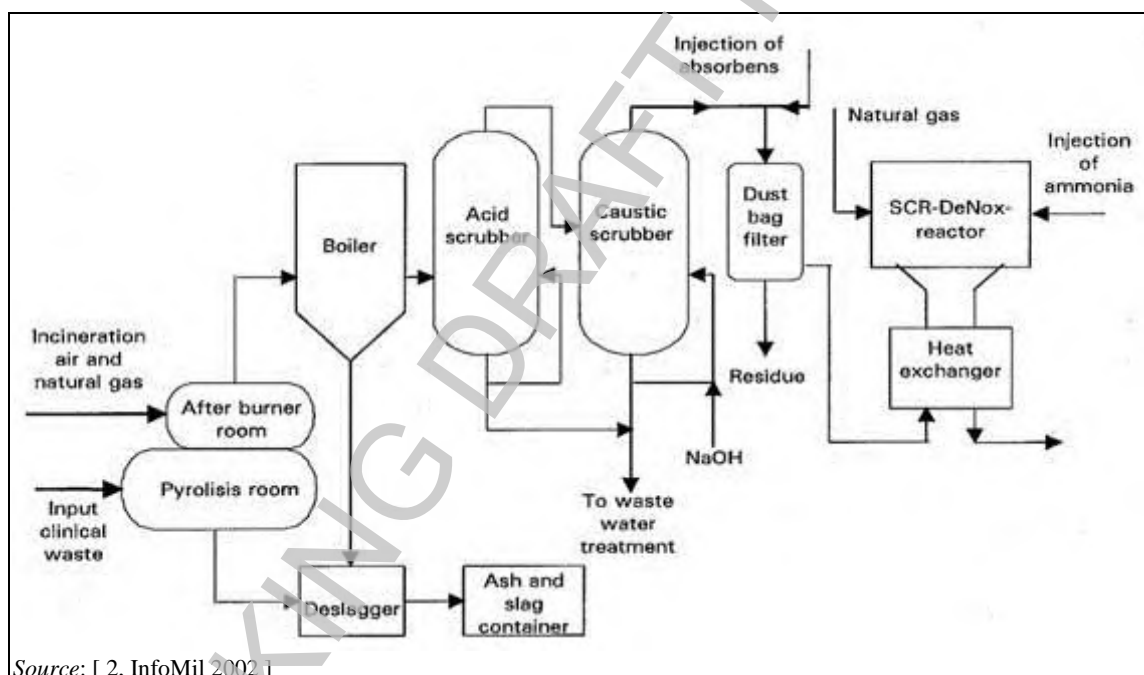 Injection of
absorbens
Natural gas
Injection
of
ammonia
Dust
bag
filter
SCR-DeNox-
reactor
Acid
scrubber
Caustic
scrubber
Boiler
Incineration
air and
natural gas
After burner
room
Heat
exchanger
Residue
NaOH
Pyrolisis room
Input
clinical
waste
To waste
water
treatment
Deslagger
Ash and
slag
container
KING DRAFT
Source: [ 2, InfoMil 2002 ]